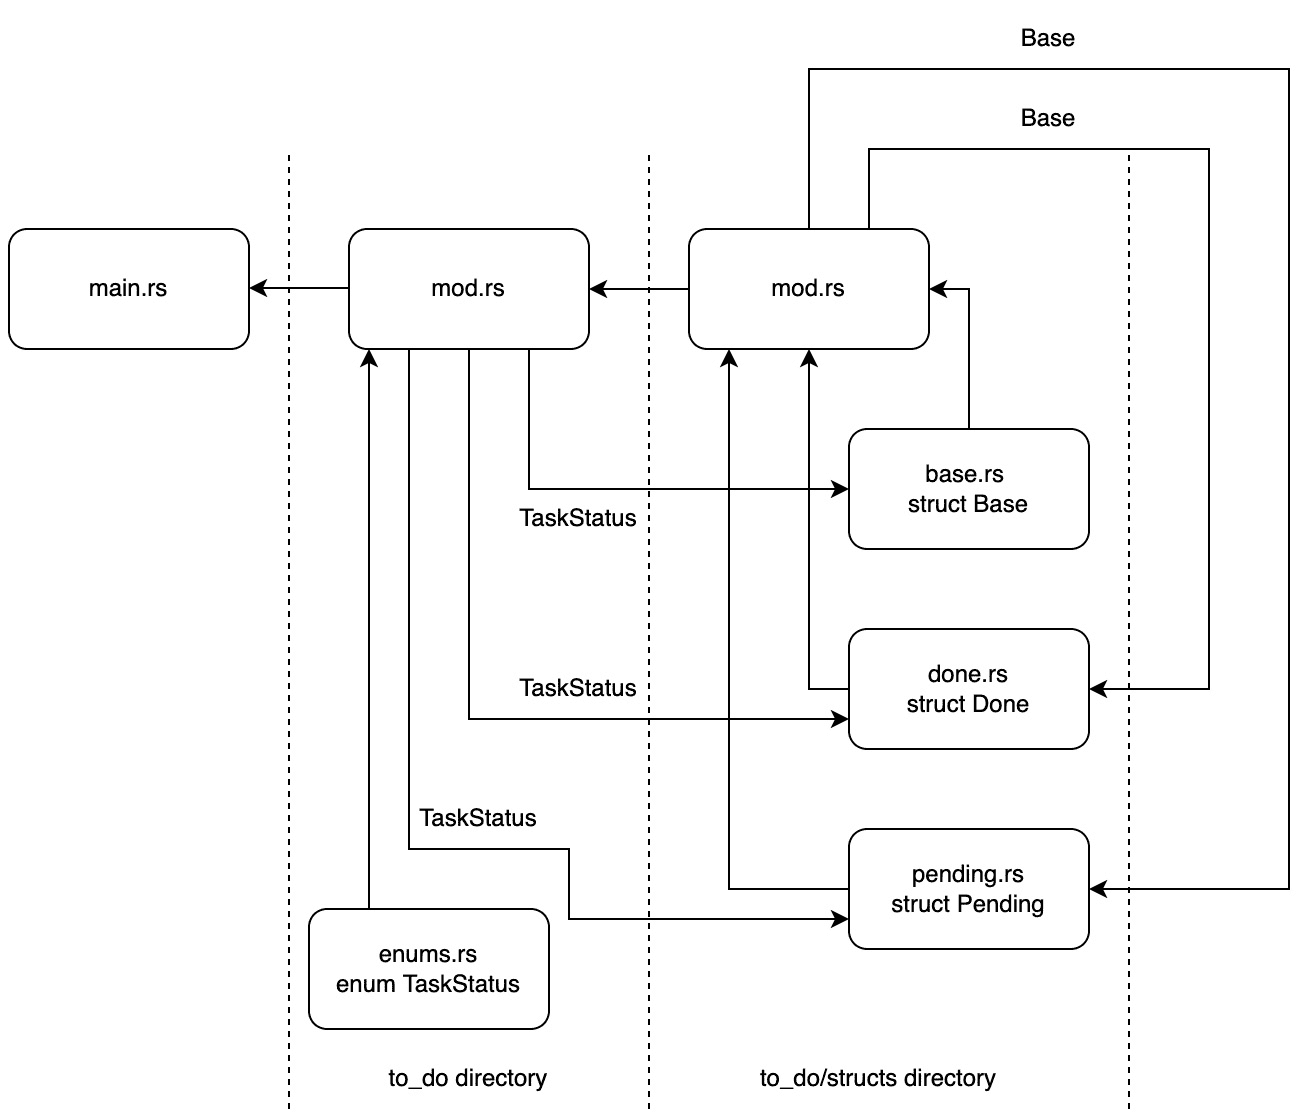 Base
Base
main.rs
mod.rs
mod.rs
base.rs
struct Base
TaskStatus
done.rs
struct Done
TaskStatus
TaskStatus
pending.rs
struct Pending
enums.rs
enum TaskStatus
to_do directory
to_do/structs directory